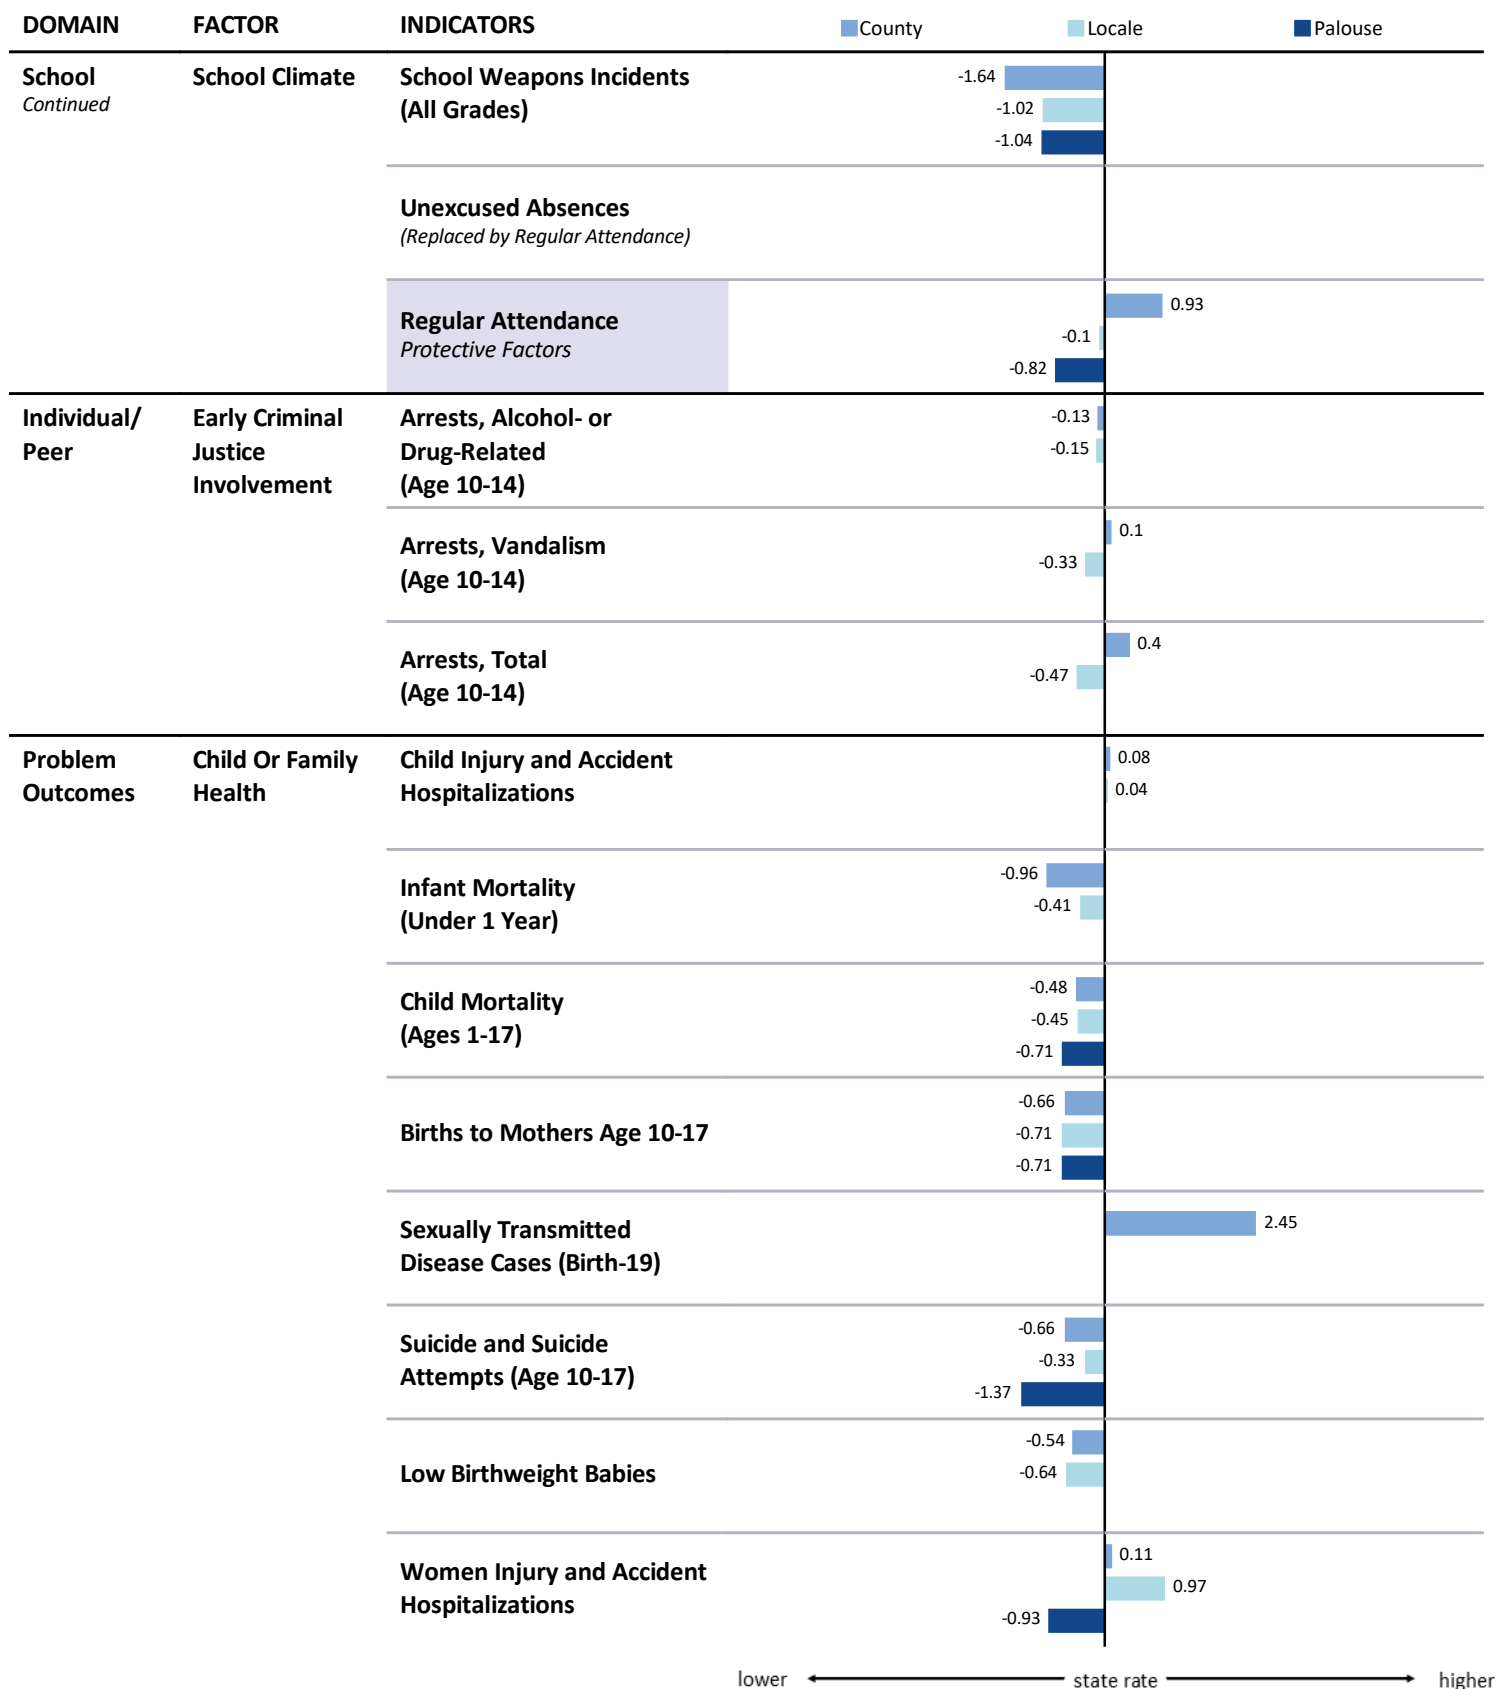 DOMAIN FACTOR INDICATORS County Locale Palouse
School School Climate School Weapons Incidents
Continued
(All Grades)
-1.64
-1.02
-1.04
Unexcused Absences
(Replaced by Regular Attendance)
Regular Attendance
Protective Factors
0.93
-0.1
-0.82
Individual/ Early Criminal Arrests, Alcohol- or
Peer Justice Drug-Related
Involvement (Age 10-14)
-0.13
-0.15
Arrests, Vandalism
(Age 10-14)
0.1
-0.33
Arrests, Total
(Age 10-14)
0.4
-0.47
Problem Child Or Family Child Injury and Accident
Outcomes Health Hospitalizations
0.08
0.04
Infant Mortality
(Under 1 Year)
-0.96
-0.41
Child Mortality
(Ages 1-17)
-0.48
-0.45
-0.71
Births to Mothers Age 10-17
-0.66
-0.71
-0.71
Sexually Transmitted
Disease Cases (Birth-19)
2.45
Suicide and Suicide
Attempts (Age 10-17)
-0.66
-0.33
-1.37
Low Birthweight Babies
-0.54
-0.64
Women Injury and Accident
Hospitalizations
0.11
0.97
-0.93
lower state rate higher